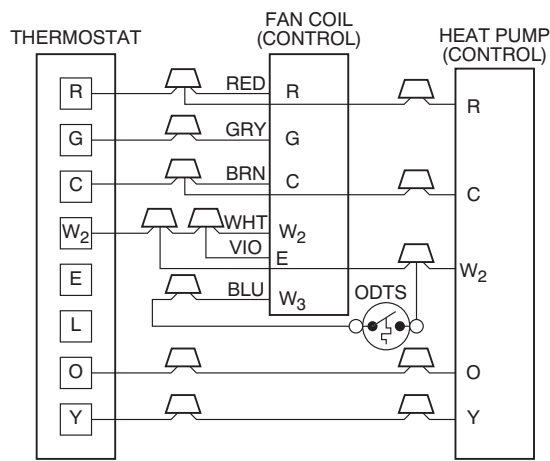 THERMOSTAT
FAN COIL
(CONTROL)
HEAT PUMP
(CONTROL)
R
RED
R
R
G
GRY
G
C
BRN
C
C
W2
WHT
W2
VIO
E
W2
E
BLU
W3
ODTS
L
O
O
Y
Y